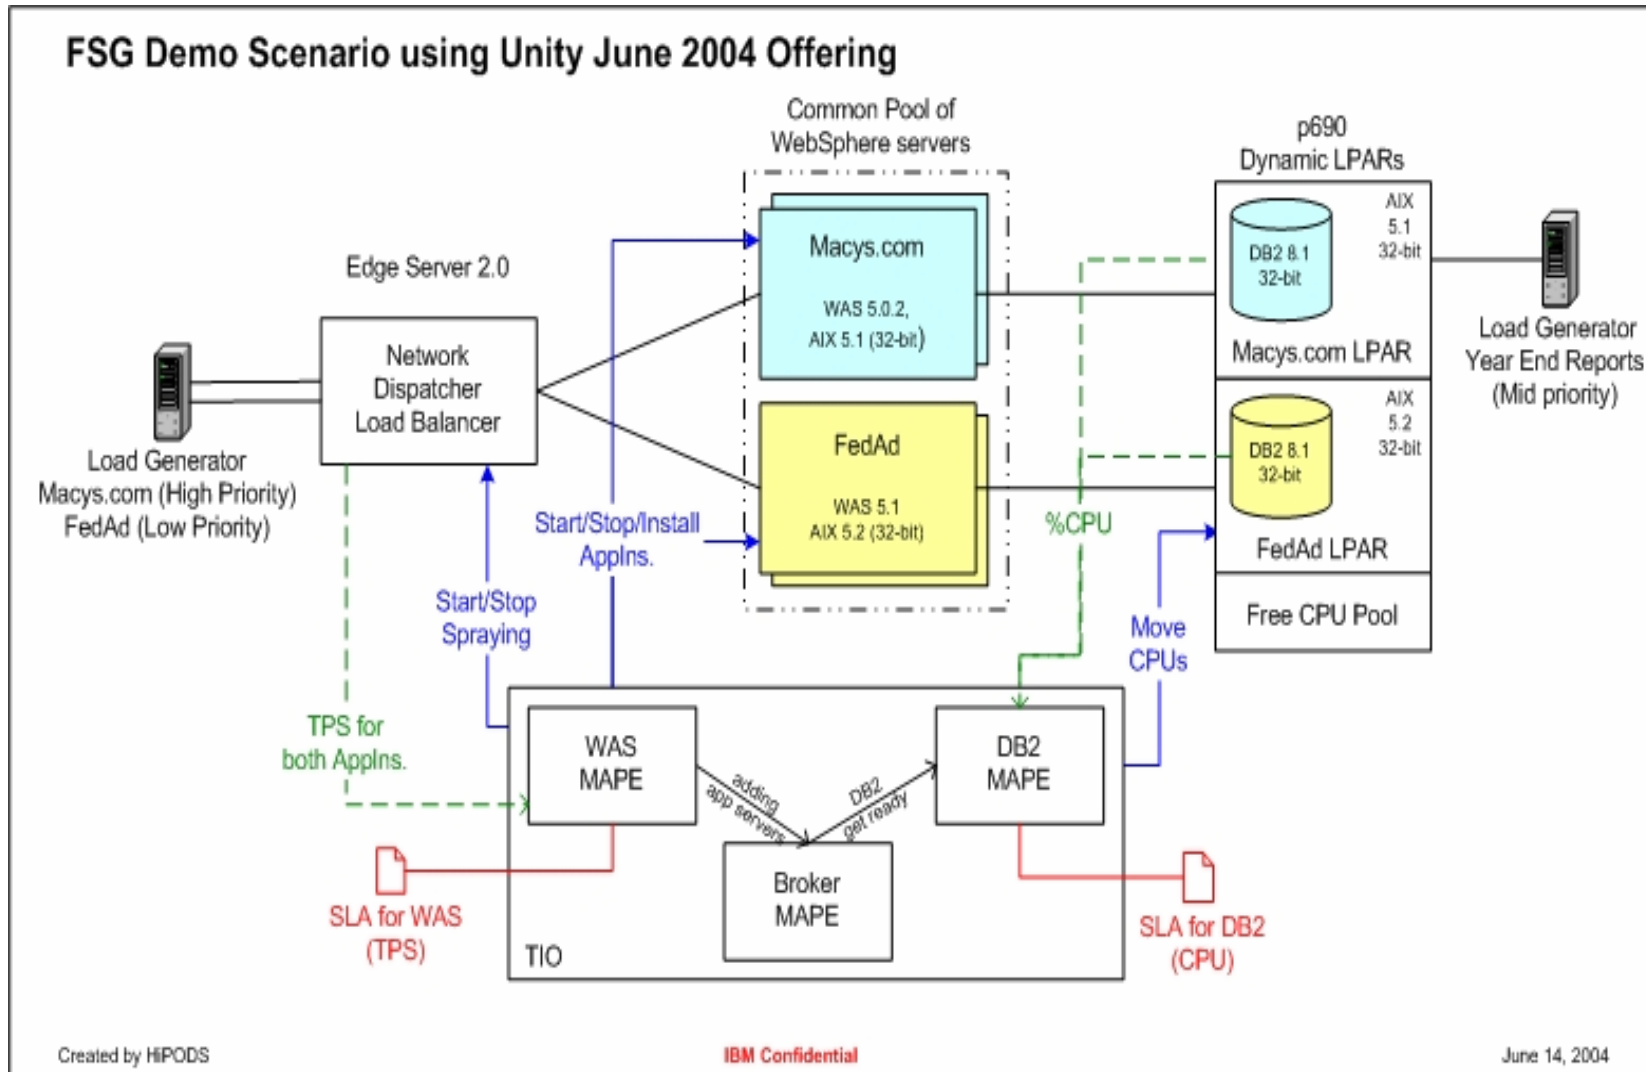 FSG Demo Scenario using Unity June 2004 Offering
Common Pool of
WebSphere servers
p690
Dynamic LPARs
Edge Server 2.0
Network
Dispatcher
Load Balancer
Load Generator
Macys.com (High Priority)
FedAd (Low Priority)
Macys.com
WAS 5.0.2,
AIX 5.1 (32-bit)
FedAd
WAS 5.1
AIX 5.2 (32-bit)
DB2 8.1
32-bit
AIX
5.1
32-bit
Macys.com LPAR
DB2 8.1
32-bit
AIX
5.2
32-bit
FedAd LPAR
Free CPU Pool
Load Generator
Year End Reports
(Mid priority)
Start/Stop/Install
AppIns.
%CPU
Start/Stop
Spraying
Move
CPUs
TPS for
both AppIns.
WAS
MAPE
adding
app servers
DB2
get ready
DB2
MAPE
Broker
MAPE
TIO
SLA for WAS
(TPS)
SLA for DB2
(CPU)
Created by HiPODS
IBM Confidential
June 14, 2004